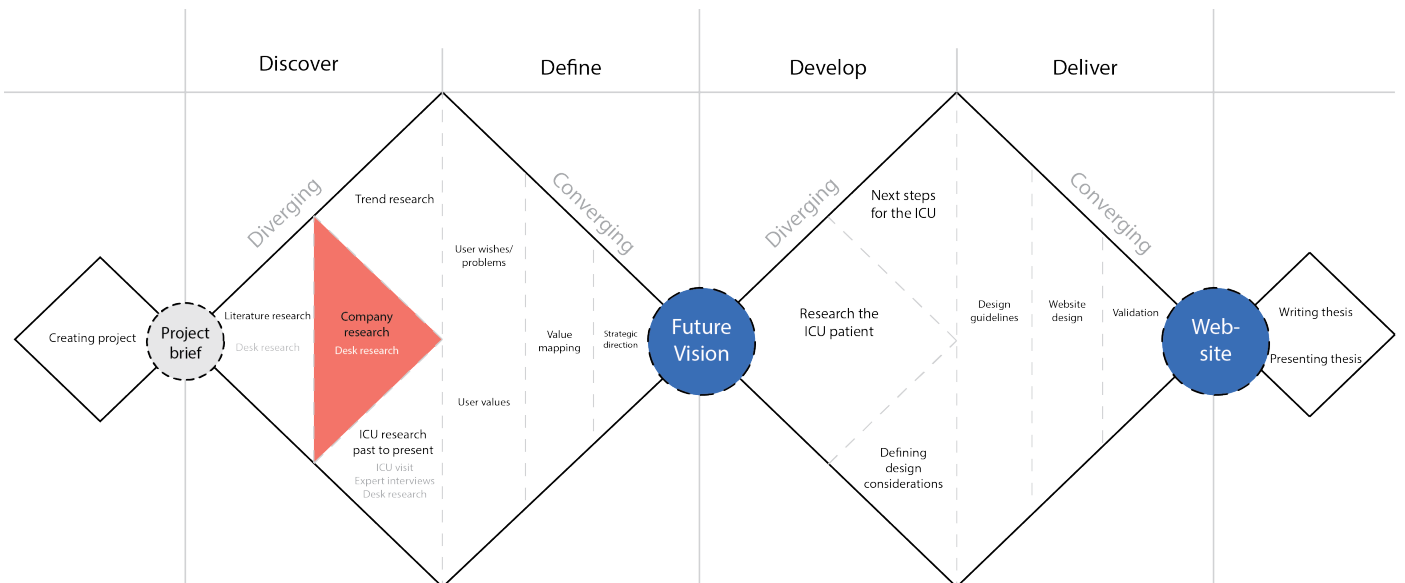 Discover
Define
Develop
Deliver
Diverging
Converging
Diverging
Converging
Creating project
Project
brief
Literature research
Desk research
Trend research
Company
research
Desk research
ICU research
past to present
ICU visit
Expert interviews
Desk research
User wishes/
problems
User values
Value
mapping
Strategic
direction
Future
Vision
Next steps
for the ICU
Research the
ICU patient
Defining
design
considerations
Design
guidelines
Website
design
Validation
Web-
site
Writing thesis
Presenting thesis